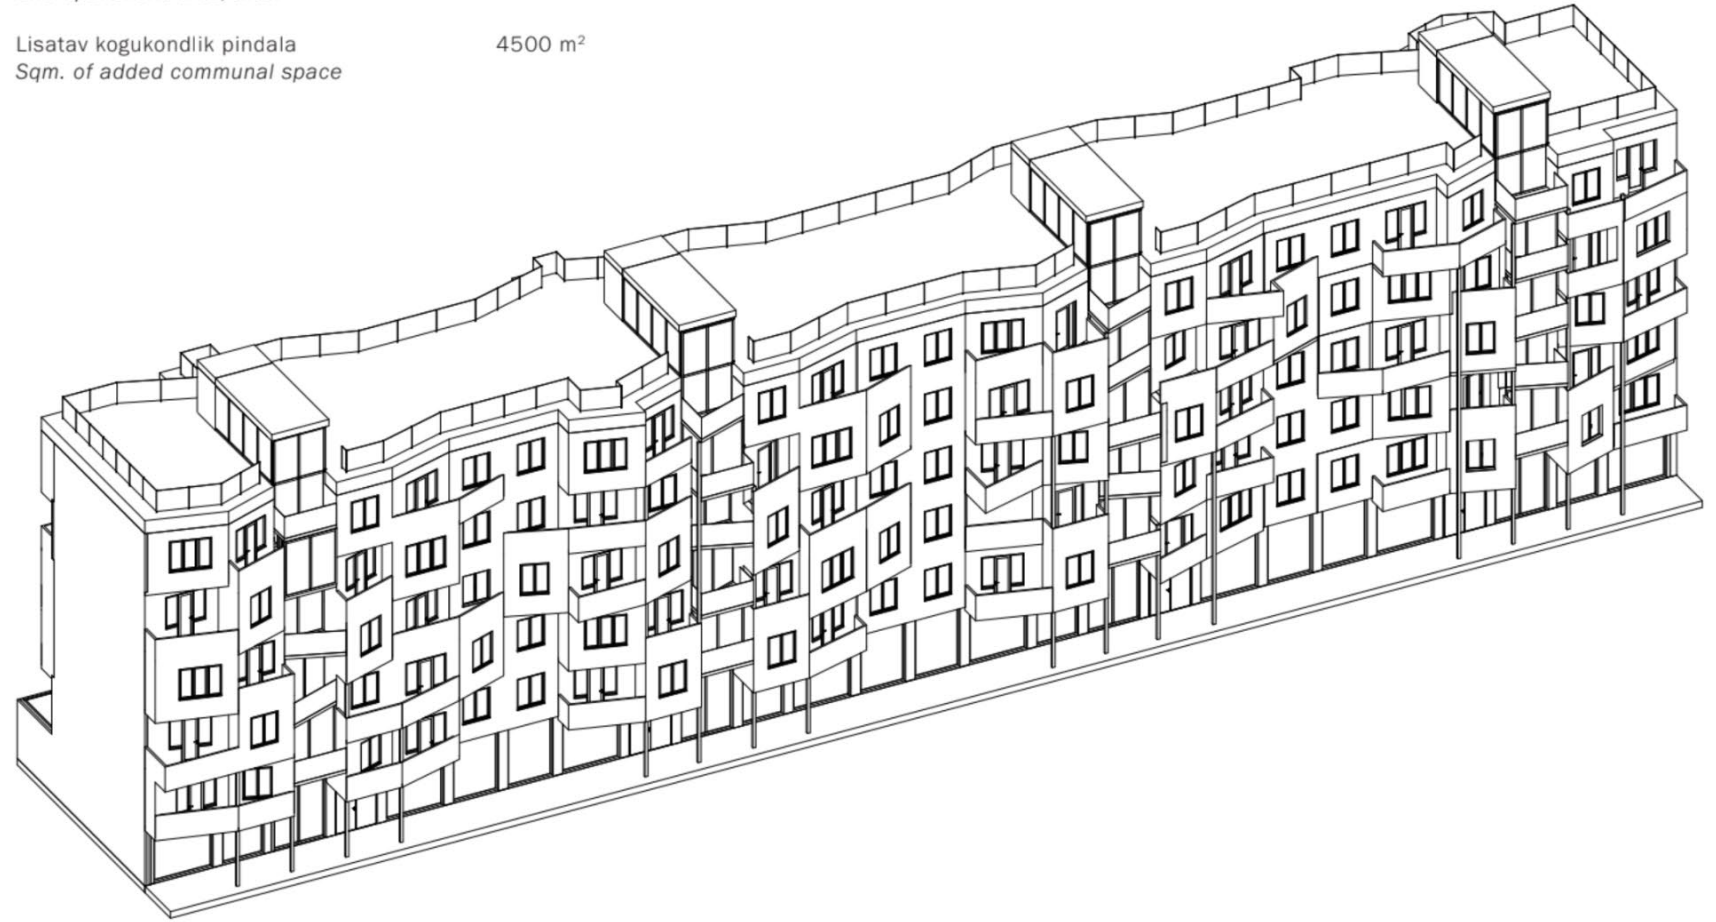 Lisatav kogukondlik pindala 4500 m²
Sqm. of added communal space